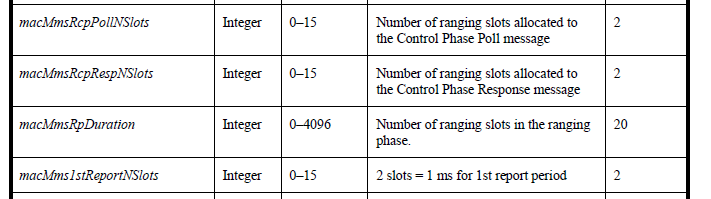 macMmsRcpPollNSlots Integer 0–15 Number of ranging slots allocated to 2
the Control Phase Poll message
macMmsRcpRespNSlots Integer 0–15 Number of ranging slots allocated to 2
the Control Phase Response message
macMmsRpDuration Integer 0–4096 Number of ranging slots in the ranging 20
phase.
macMms1stReportNSlots Integer 0–15 2 slots = 1 ms for 1st report period 2